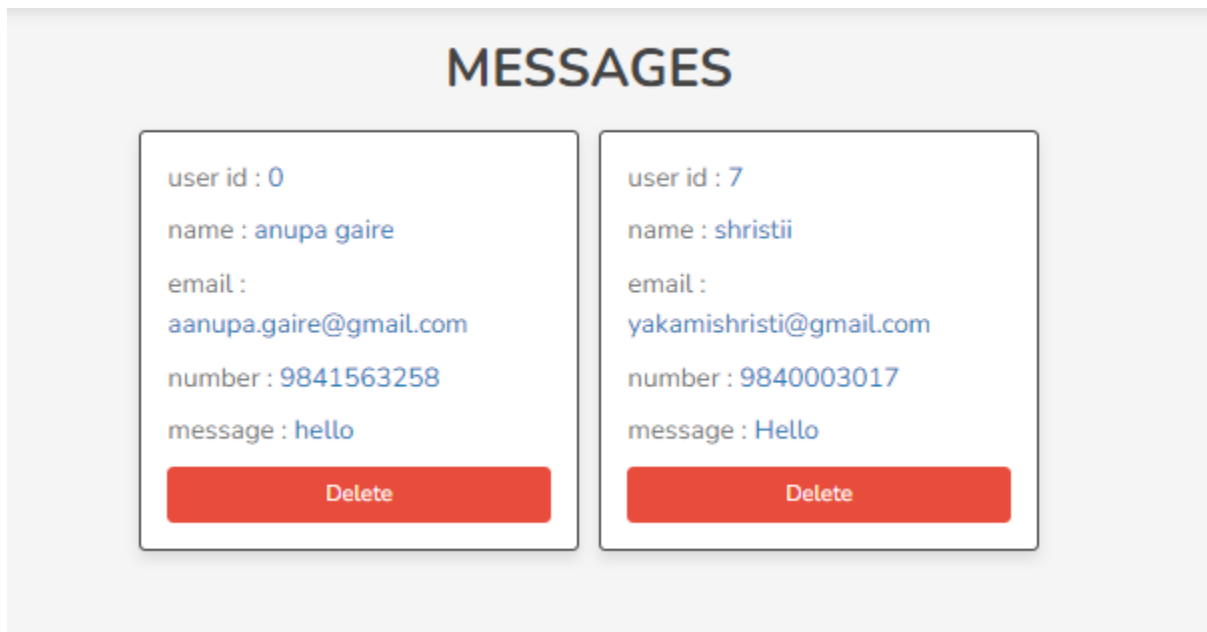 MESSAGES
user id : 0
name : anupa gaire
email :
aanupa.gaire@gmail.com
number : 9841563258
message : hello
Delete
user id : 7
name : shristii
email :
yakamishristi@gmail.com
number : 9840003017
message : Hello
Delete